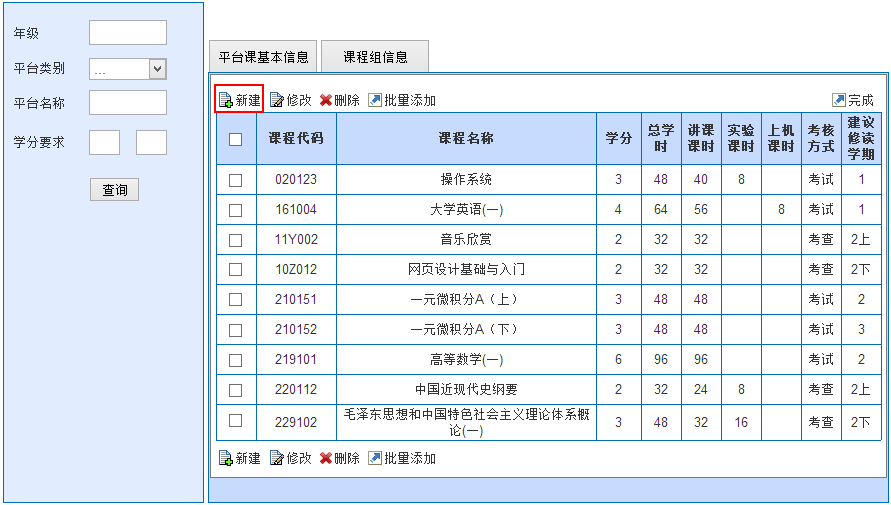 年级
平台类别
...
平台名称
学分要求
查询
平台课基本信息 课程组信息
新建 修改 删除 批量添加 完成
课程代码 课程名称 学分 总学时 讲课课时 实验课时 上机课时 考核方式 建议修读学期
020123 操作系统 3 48 40 8 考试 1
161004 大学英语(一) 4 64 56 8 考试 1
11Y002 音乐欣赏 2 32 32 考查 2上
10Z012 网页设计基础与入门 2 32 32 考查 2下
210151 一元微积分A（上） 3 48 48 考试 2
210152 一元微积分A（下） 3 48 48 考试 3
219101 高等数学(一) 6 96 96 考试 2
220112 中国近现代史纲要 2 32 24 8 考查 2上
229102 毛泽东思想和中国特色社会主义理论体系概论(一) 3 48 32 16 考查 2下
新建 修改 删除 批量添加